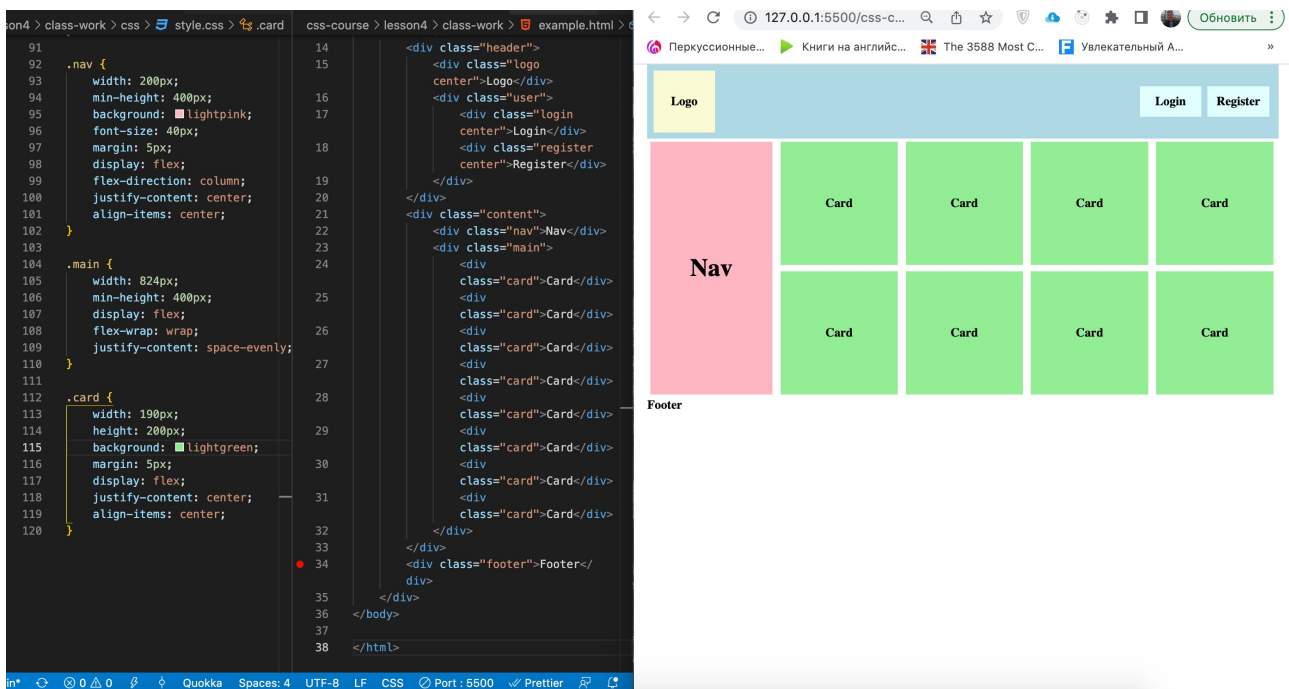 son4 > class-work > css > style.css > .card
91
92 .nav {
93 width: 200px;
94 min-height: 400px;
95 background: lightpink;
96 font-size: 40px;
97 margin: 5px;
98 display: flex;
99 flex-direction: column;
100 justify-content: center;
101 align-items: center;
102 }
103
104 .main {
105 width: 824px;
106 min-height: 400px;
107 display: flex;
108 flex-wrap: wrap;
109 justify-content: space-evenly;
110 }
111
112 .card {
113 width: 190px;
114 height: 200px;
115 background: lightgreen;
116 margin: 5px;
117 display: flex;
118 justify-content: center;
119 align-items: center;
120 }
css-course > lesson4 > class-work > example.html >
14 <div class="header">
15 <div class="logo
center">Logo</div>
16 <div class="user">
17 <div class="login
center">Login</div>
18 <div class="register
center">Register</div>
19 </div>
20 </div>
21 <div class="content">
22 <div class="nav">Nav</div>
23 <div class="main">
24 <div
class="card">Card</div>
25 <div
class="card">Card</div>
26 <div
class="card">Card</div>
27 <div
class="card">Card</div>
28 <div
class="card">Card</div>
29 <div
class="card">Card</div>
30 <div
class="card">Card</div>
31 <div
class="card">Card</div>
32 </div>
33 </div>
34 <div class="footer">Footer</
div>
35 </div>
36 </body>
37
38 </html>
in* 0 0 Quokka Spaces: 4 UTF-8 LF CSS Port : 5500 Prettier
127.0.0.1:5500/css-c... Обновить
Перкуссионные... Книги на английс... The 3588 Most C... Увлекательный А... »
Logo Login Register
Nav
Card Card Card Card
Card Card Card Card
Footer